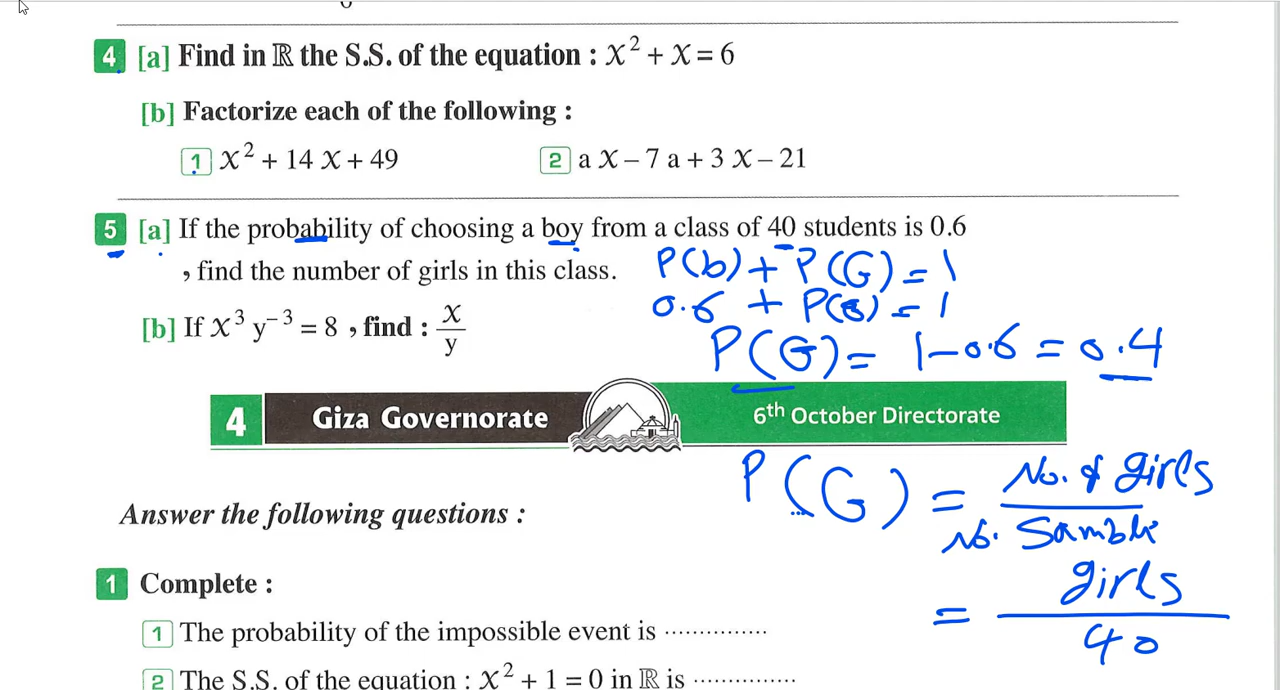 4 [a] Find in ℝ the S.S. of the equation : X² + X = 6
[b] Factorize each of the following :
1 X² + 14 X + 49 2 a X – 7 a + 3 X – 21
5 [a] If the probability of choosing a boy from a class of 40 students is 0.6
, find the number of girls in this class.
P(b) + P(G) = 1
0.6 + P(G) = 1
[b] If X³ y⁻³ = 8 , find : X/y
P(G) = 1 – 0.6 = 0.4
4 Giza Governorate 6th October Directorate
P(G) = No. of girls / No. Samble
Answer the following questions :
= girls / 40
1 Complete :
1 The probability of the impossible event is ...............
2 The S.S. of the equation : X² + 1 = 0 in ℝ is ...............